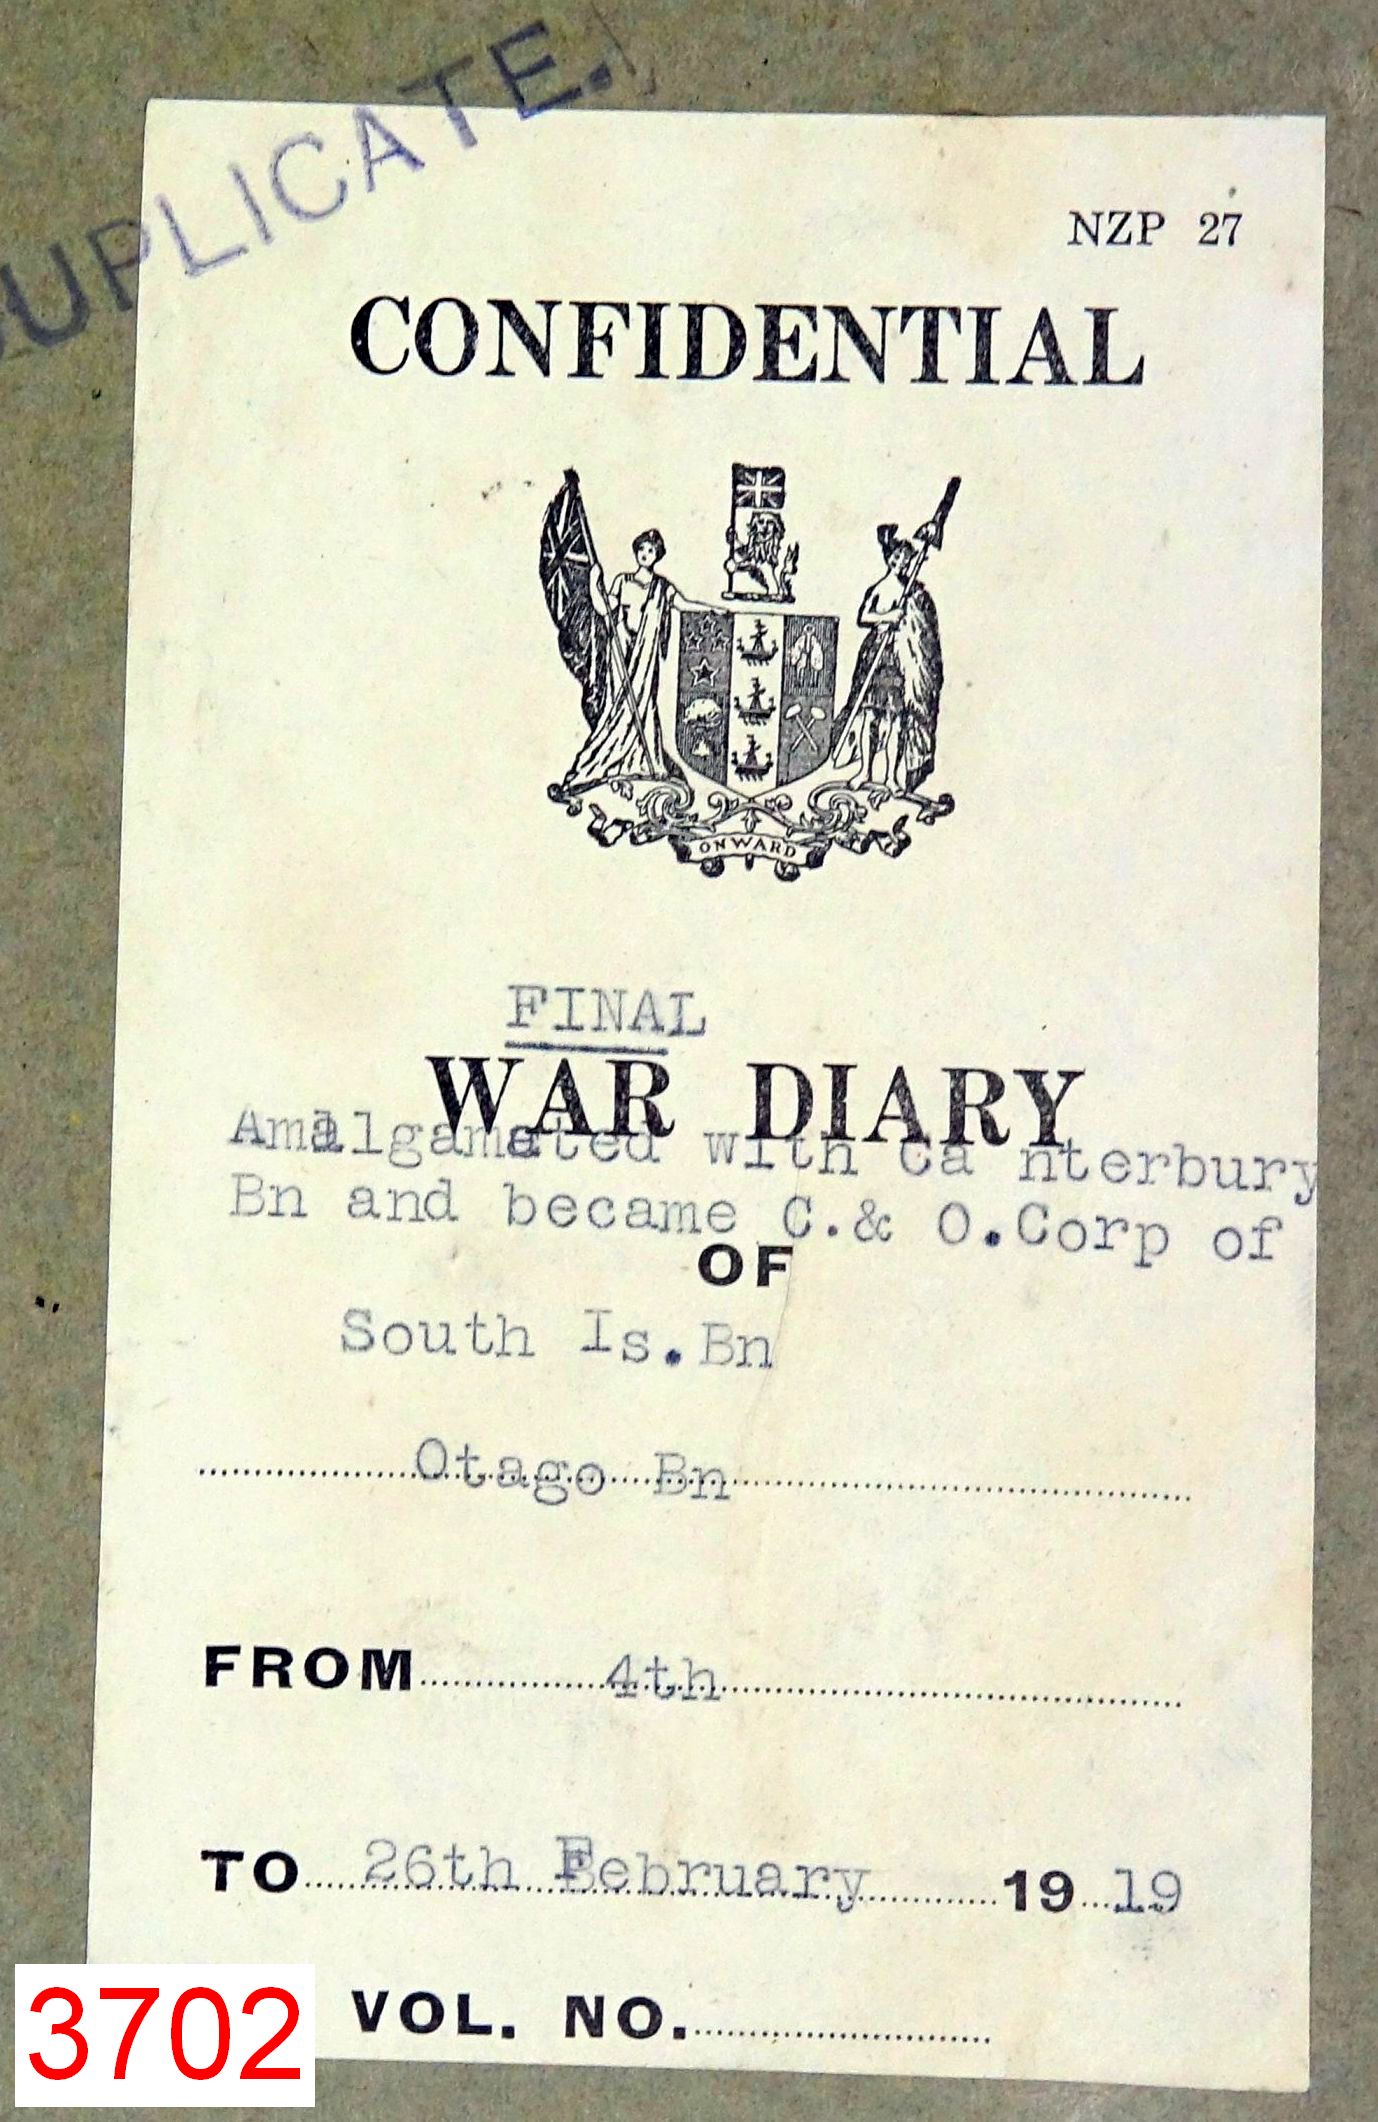 DUPLICATE.
NZP 27
CONFIDENTIAL
ONWARD
FINAL
WAR DIARY
Amalgamated with Ca nterbury
Bn and became C.& O.Corp of
OF
South Is.Bn
Otago Bn
FROM 4th
TO 26th February 19 19
VOL. NO.
3702